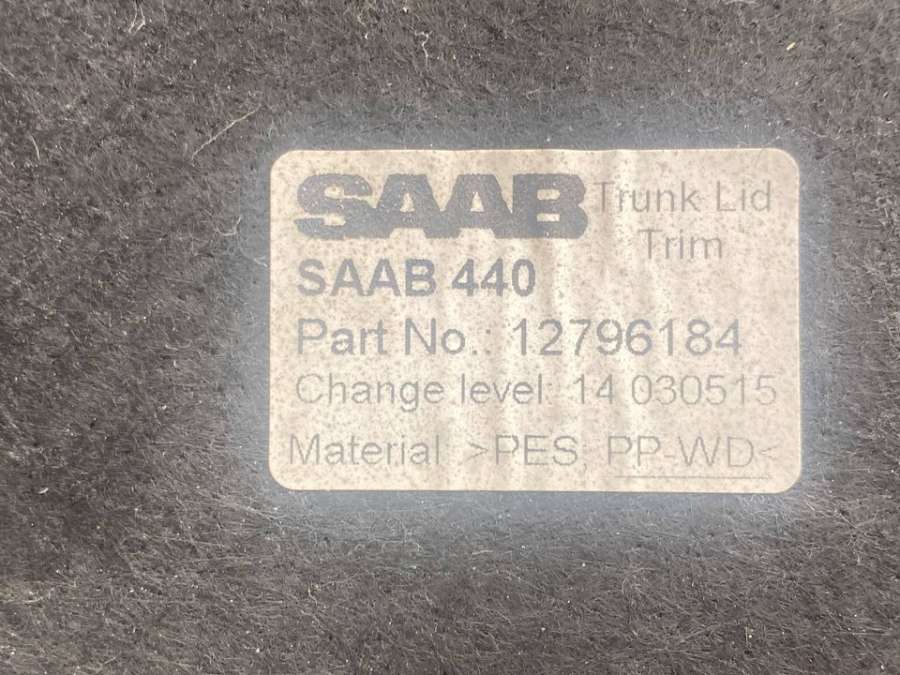 SAAB Trunk Lid
Trim
SAAB 440
Part No.: 12796184
Change level: 14 030515
Material >PES; PP-WD<